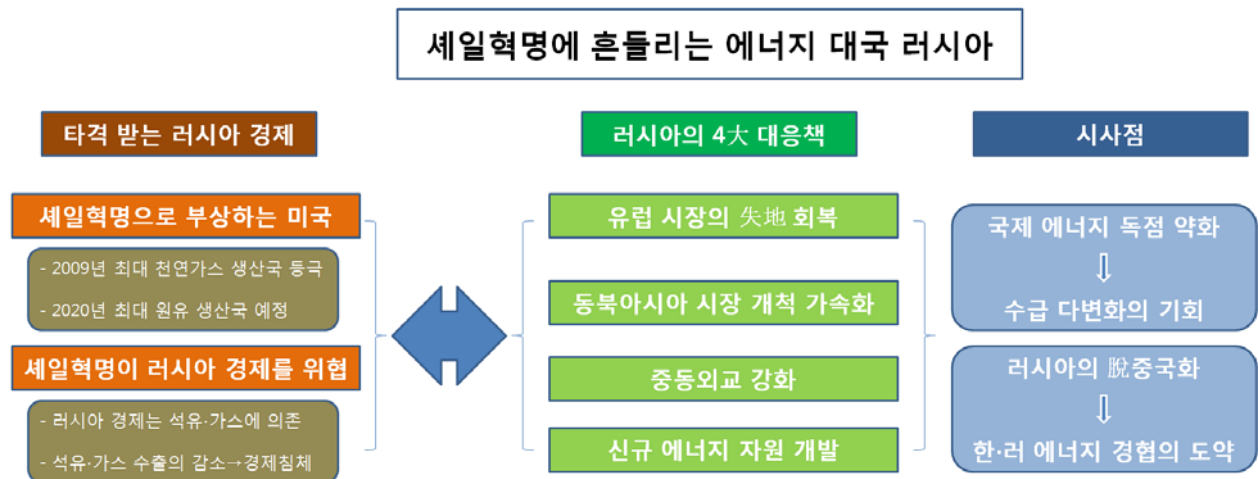 셰일혁명에 흔들리는 에너지 대국 러시아
타격 받는 러시아 경제
셰일혁명으로 부상하는 미국
- 2009년 최대 천연가스 생산국 등극
- 2020년 최대 원유 생산국 예정
셰일혁명이 러시아 경제를 위협
- 러시아 경제는 석유·가스에 의존
- 석유·가스 수출의 감소→경제침체
러시아의 4大 대응책
유럽 시장의 失地 회복
동북아시아 시장 개척 가속화
중동외교 강화
신규 에너지 자원 개발
시사점
국제 에너지 독점 약화
⇩
수급 다변화의 기회
러시아의 脫중국화
⇩
한·러 에너지 경협의 도약